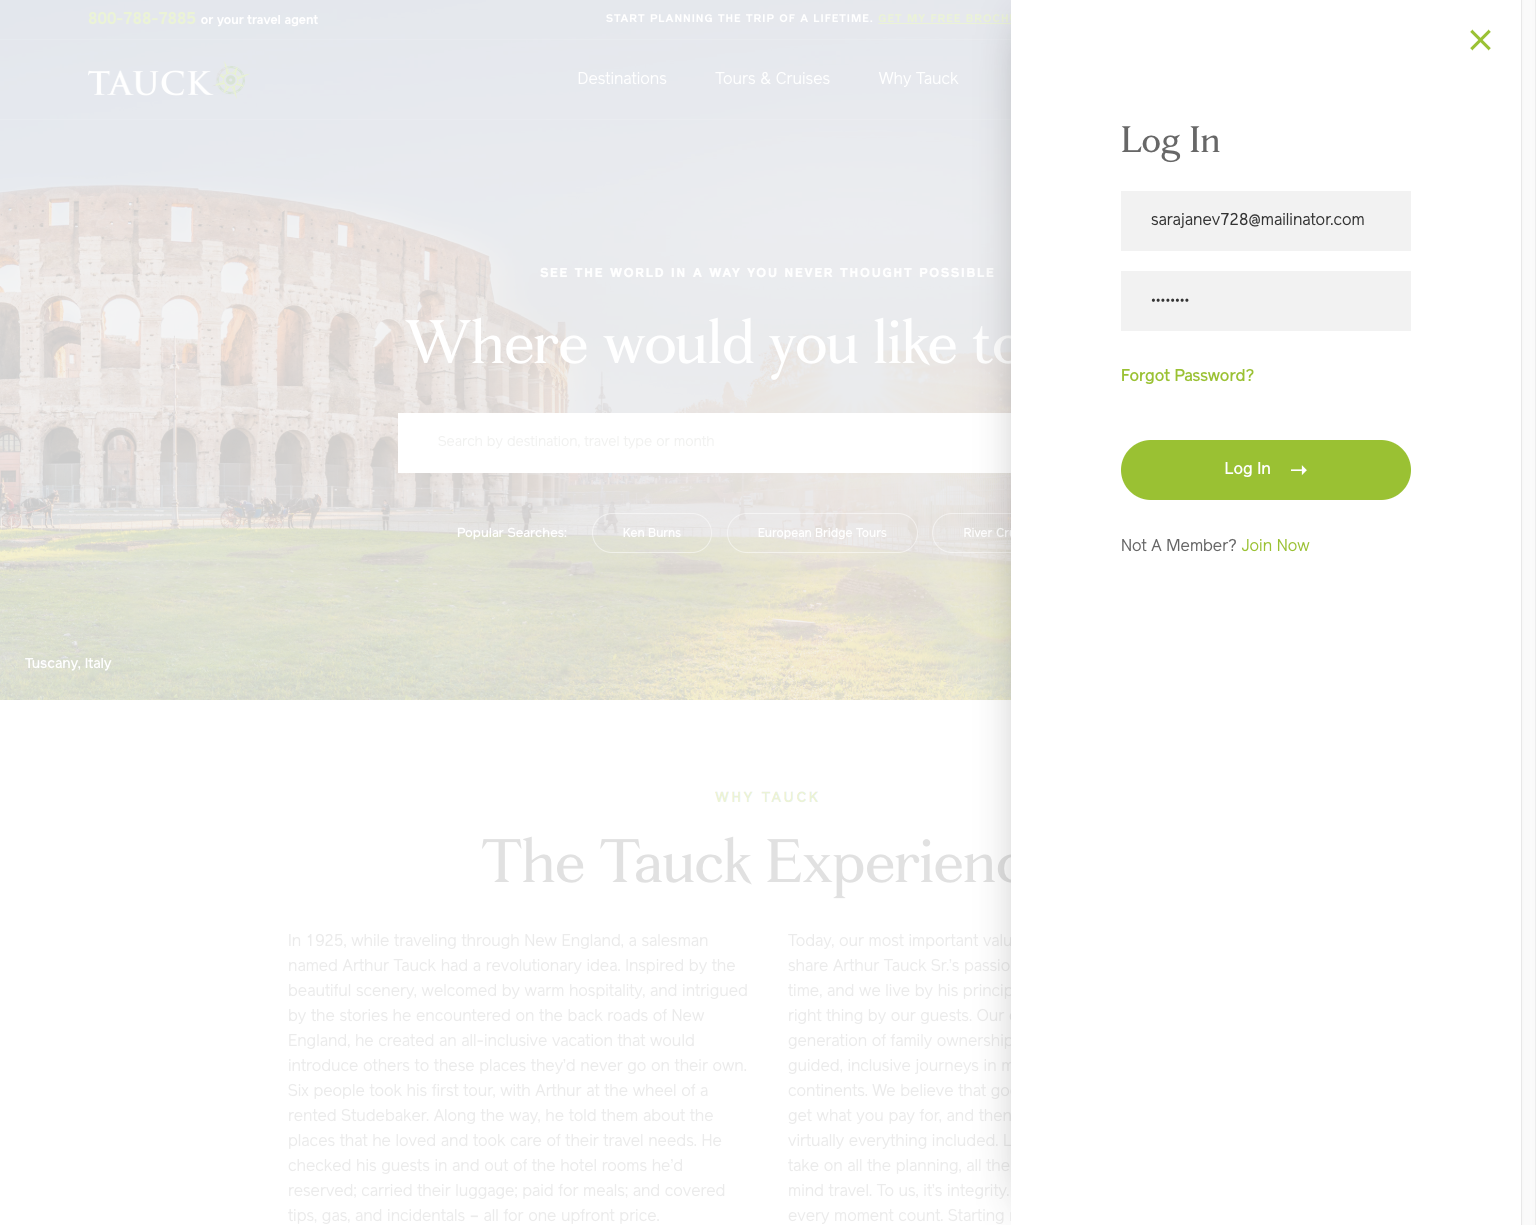 800-788-7885 or your travel agent
START PLANNING THE TRIP OF A LIFETIME. GET MY FREE
TAUCK
Destinations
Tours & Cruises
Why Tauck
SEE THE WORLD IN A WAY YOU NEVER THOUGHT POSSIBLE
Where would you like to
Search by destination, travel type or month
Popular Searches:
Ken Burns
European Bridge Tours
River
Tuscany, Italy
WHY TAUCK
The Tauck
In 1925, while traveling through New England, a salesman
named Arthur Tauck had a revolutionary idea. Inspired by the
beautiful scenery, welcomed by warm hospitality, and intrigued
by the stories he encountered on the back roads of New
England, he created an all-inclusive vacation that would
introduce others to these places they'd never go on their own.
Six people took his first tour, with Arthur at the wheel of a
rented Studebaker. Along the way, he told them about the
places that he loved and took care of their travel needs. He
checked his guests in and out of the hotel rooms he'd
reserved; carried their luggage; paid for meals; and covered
tips, gas, and incidentals – all for one upfront price.
Today, our most important
share Arthur Tauck Sr.'s
time, and we live by his
right thing by our guests. Our
generation of family
guided, inclusive journeys in
continents. We believe that
get what you pay for, and
virtually everything included.
take on all the planning, all
mind travel. To us, it's integrity.
every moment count. Starting
Log In
sarajanev728@mailinator.com
••••••••
Forgot Password?
Log In →
Not A Member? Join Now